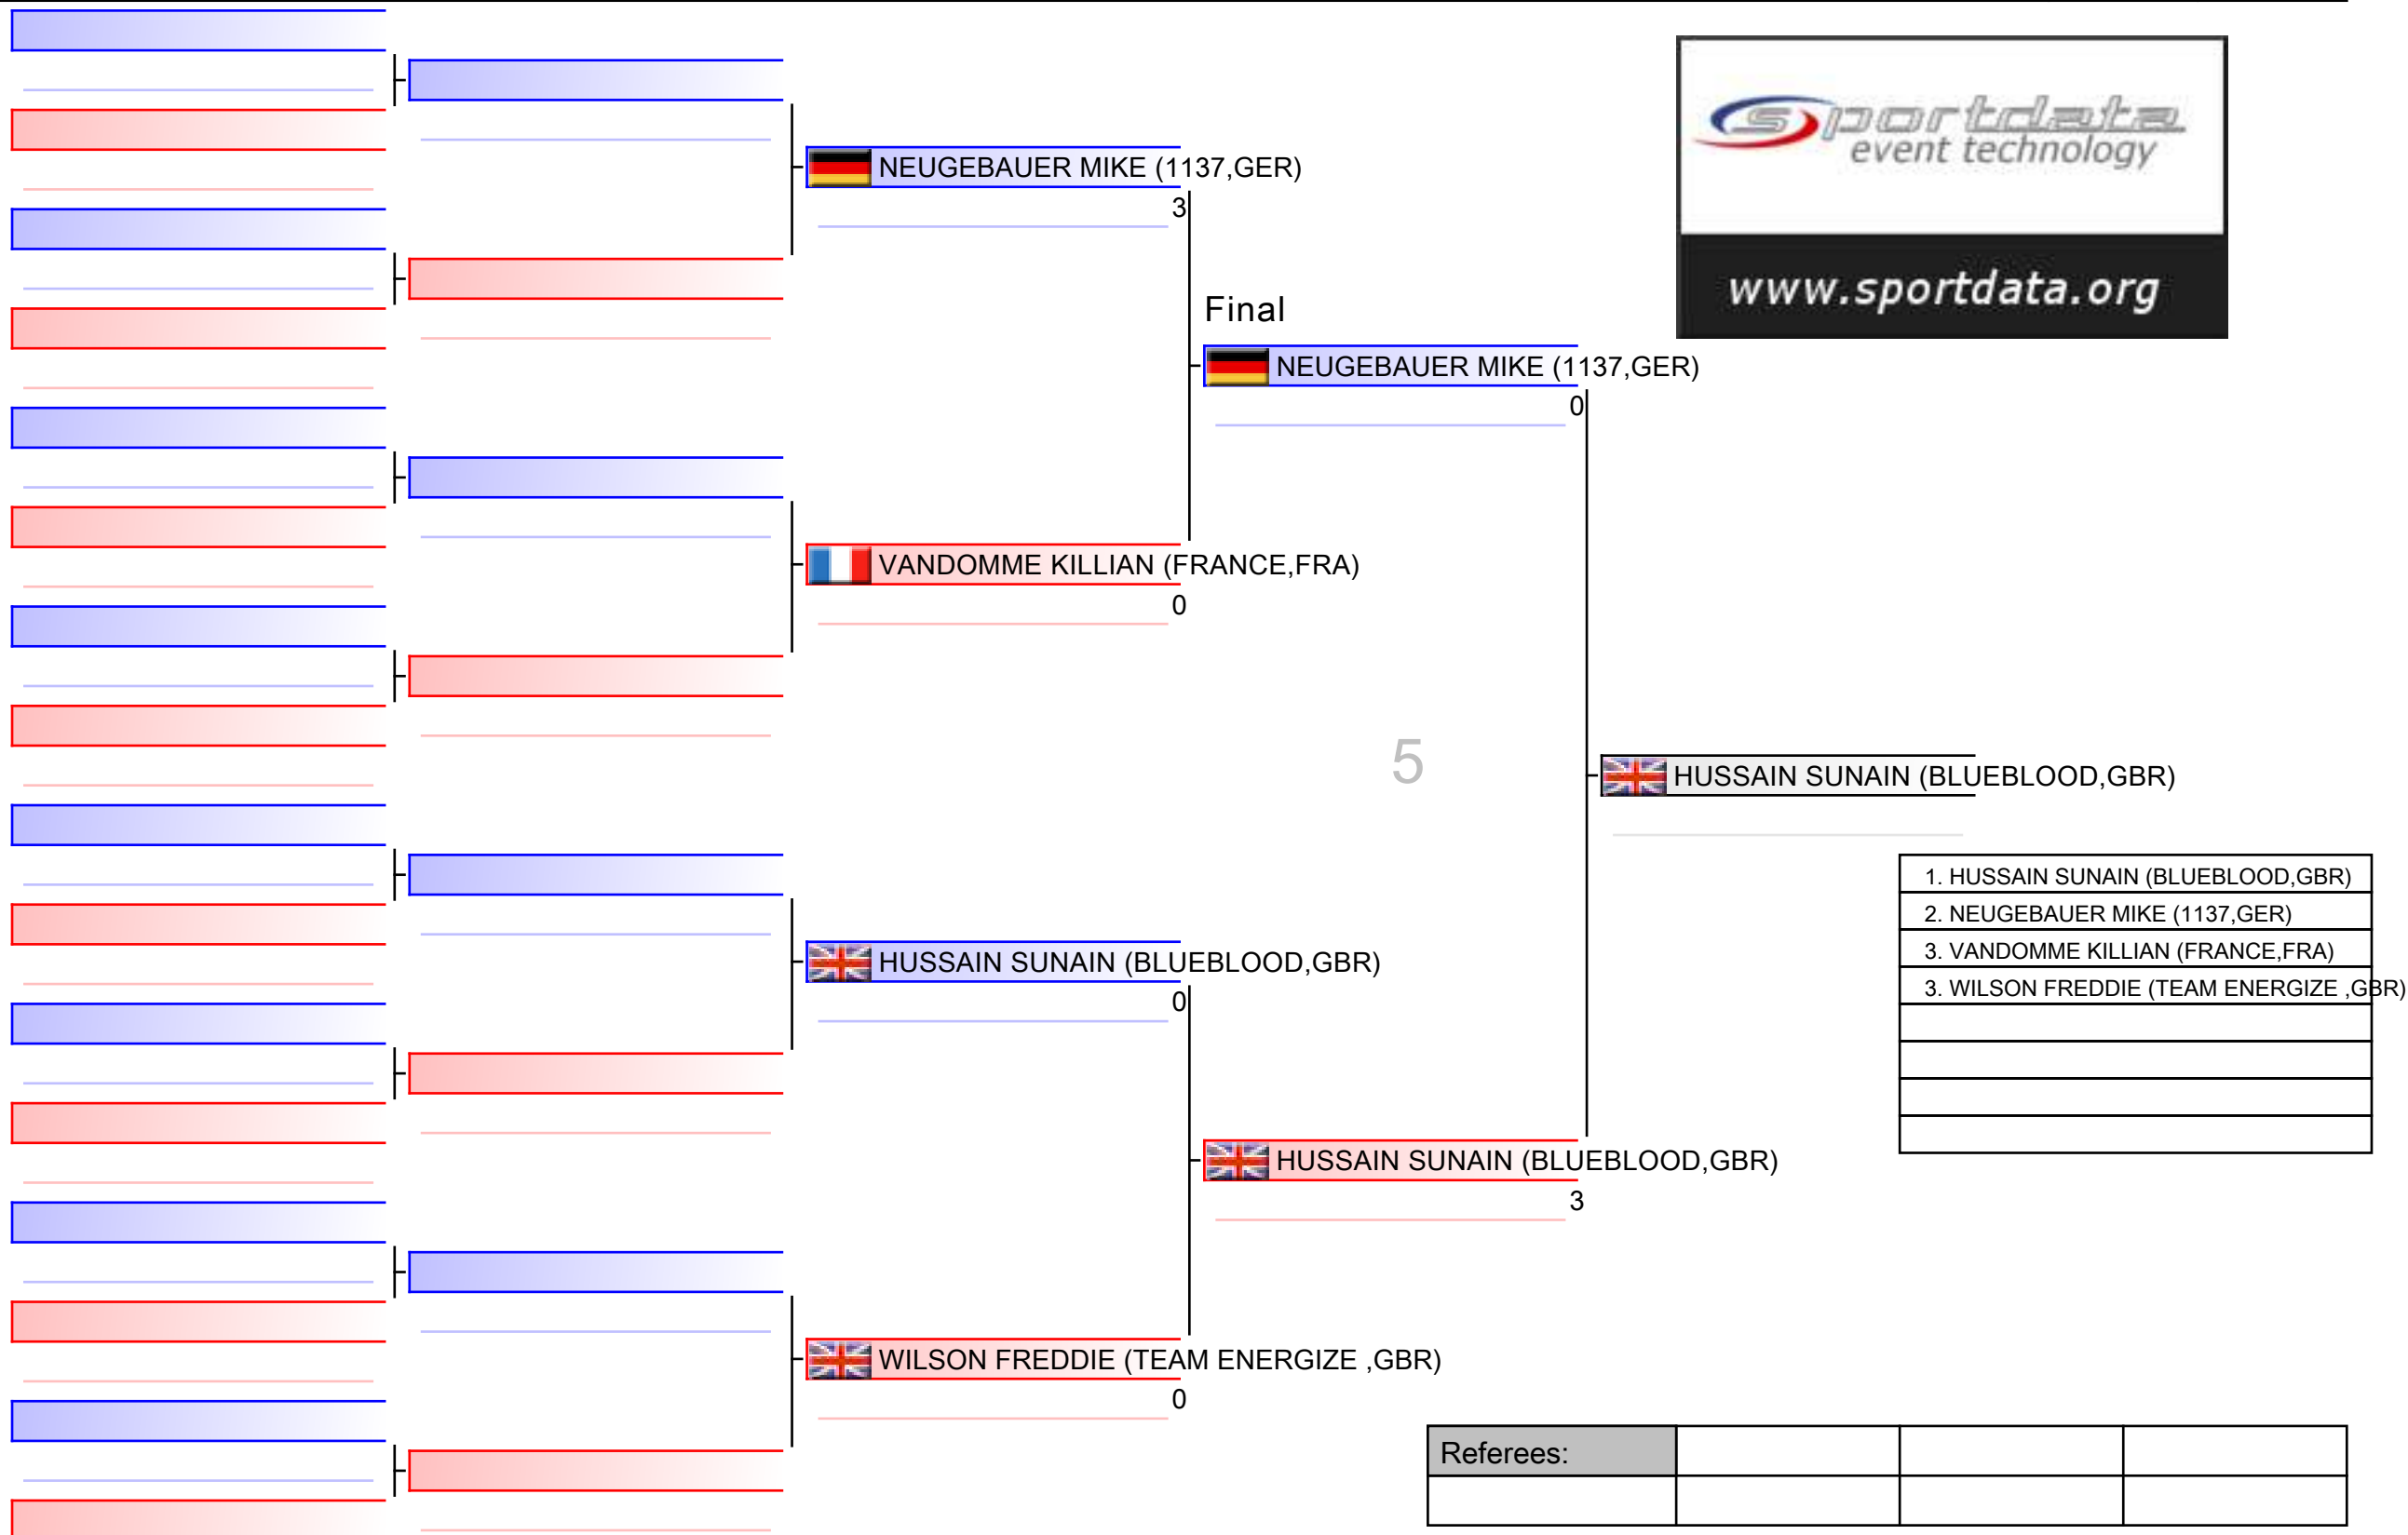 sportdata
event technology
www.sportdata.org
NEUGEBAUER MIKE (1137,GER)
3
Final
NEUGEBAUER MIKE (1137,GER)
0
VANDOMME KILLIAN (FRANCE,FRA)
0
5
HUSSAIN SUNAIN (BLUEBLOOD,GBR)
1. HUSSAIN SUNAIN (BLUEBLOOD,GBR)
2. NEUGEBAUER MIKE (1137,GER)
3. VANDOMME KILLIAN (FRANCE,FRA)
3. WILSON FREDDIE (TEAM ENERGIZE ,GBR)
HUSSAIN SUNAIN (BLUEBLOOD,GBR)
0
HUSSAIN SUNAIN (BLUEBLOOD,GBR)
3
WILSON FREDDIE (TEAM ENERGIZE ,GBR)
0
Referees: